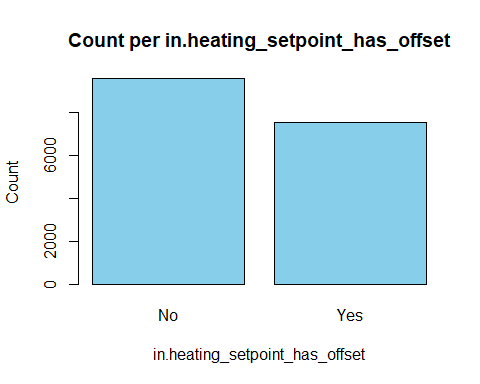 Count per in.heating_setpoint_has_offset
Count
6000
2000
0
No Yes
in.heating_setpoint_has_offset